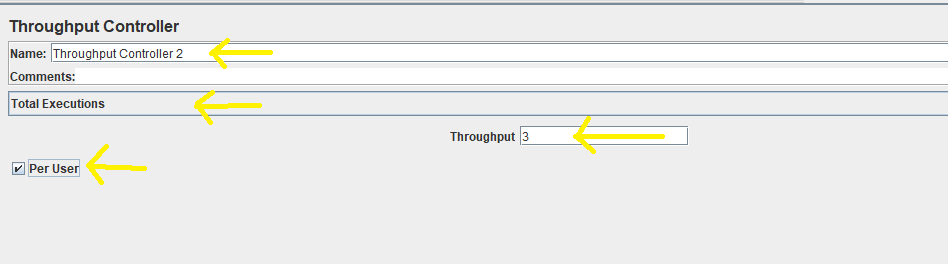 Throughput Controller
Name: Throughput Controller 2
Comments:
Total Executions
Throughput 3
Per User